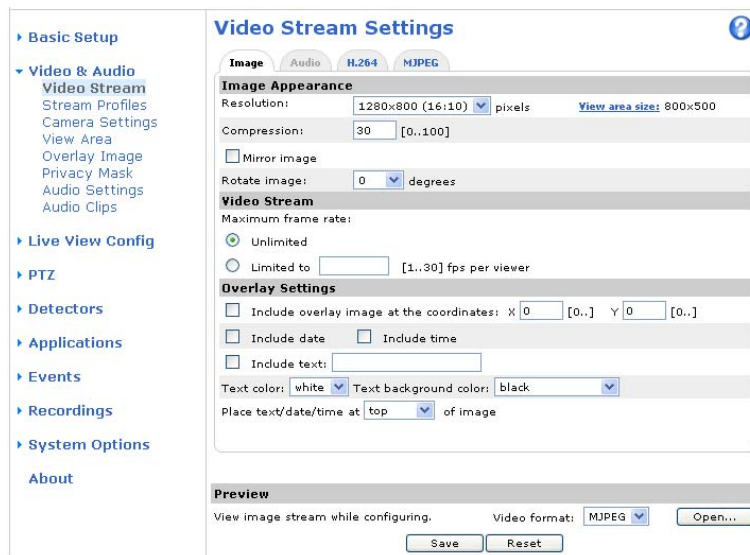 Basic Setup
Video & Audio
Video Stream
Stream Profiles
Camera Settings
View Area
Overlay Image
Privacy Mask
Audio Settings
Audio Clips
Live View Config
PTZ
Detectors
Applications
Events
Recordings
System Options
About
Video Stream Settings ?
Image Audio H.264 MJPEG
Image Appearance
Resolution: 1280x800 (16:10) pixels View area size: 800x500
Compression: 30 [0..100]
Mirror image
Rotate image: 0 degrees
Video Stream
Maximum frame rate:
Unlimited
Limited to [1..30] fps per viewer
Overlay Settings
Include overlay image at the coordinates: X 0 [0..] Y 0 [0..]
Include date Include time
Include text:
Text color: white Text background color: black
Place text/date/time at top of image
Preview
View image stream while configuring. Video format: MJPEG Open...
Save Reset